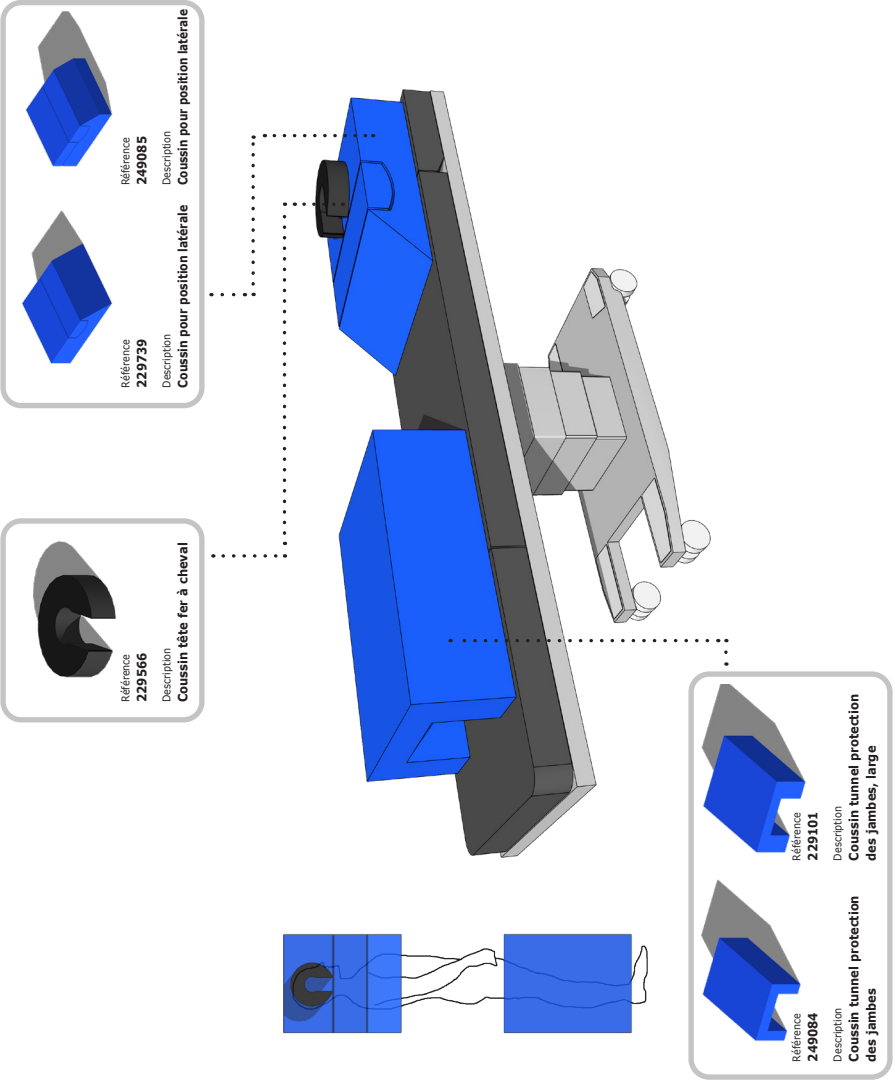 Référence
229566
Description
Coussin tête fer à cheval
Référence
229739
Description
Coussin pour position latérale
Référence
249085
Description
Coussin pour position latérale
Référence
249084
Description
Coussin tunnel protection
des jambes
Référence
229101
Description
Coussin tunnel protection
des jambes, large